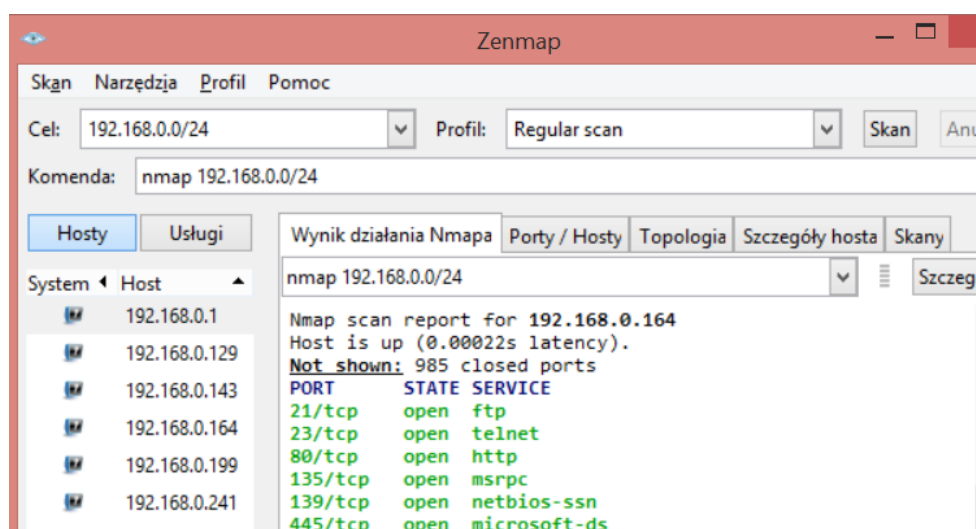 Zenmap
Skan Narzędzia Profil Pomoc
Cel: 192.168.0.0/24 Profil: Regular scan Skan Anu
Komenda: nmap 192.168.0.0/24
Hosty Usługi
Wynik działania Nmapa Porty / Hosty Topologia Szczegóły hosta Skany
System Host
nmap 192.168.0.0/24 Szczeg
192.168.0.1
192.168.0.129
192.168.0.143
192.168.0.164
192.168.0.199
192.168.0.241
Nmap scan report for 192.168.0.164
Host is up (0.00022s latency).
Not shown: 985 closed ports
PORT STATE SERVICE
21/tcp open ftp
23/tcp open telnet
80/tcp open http
135/tcp open msrpc
139/tcp open netbios-ssn
445/tcp open microsoft-ds